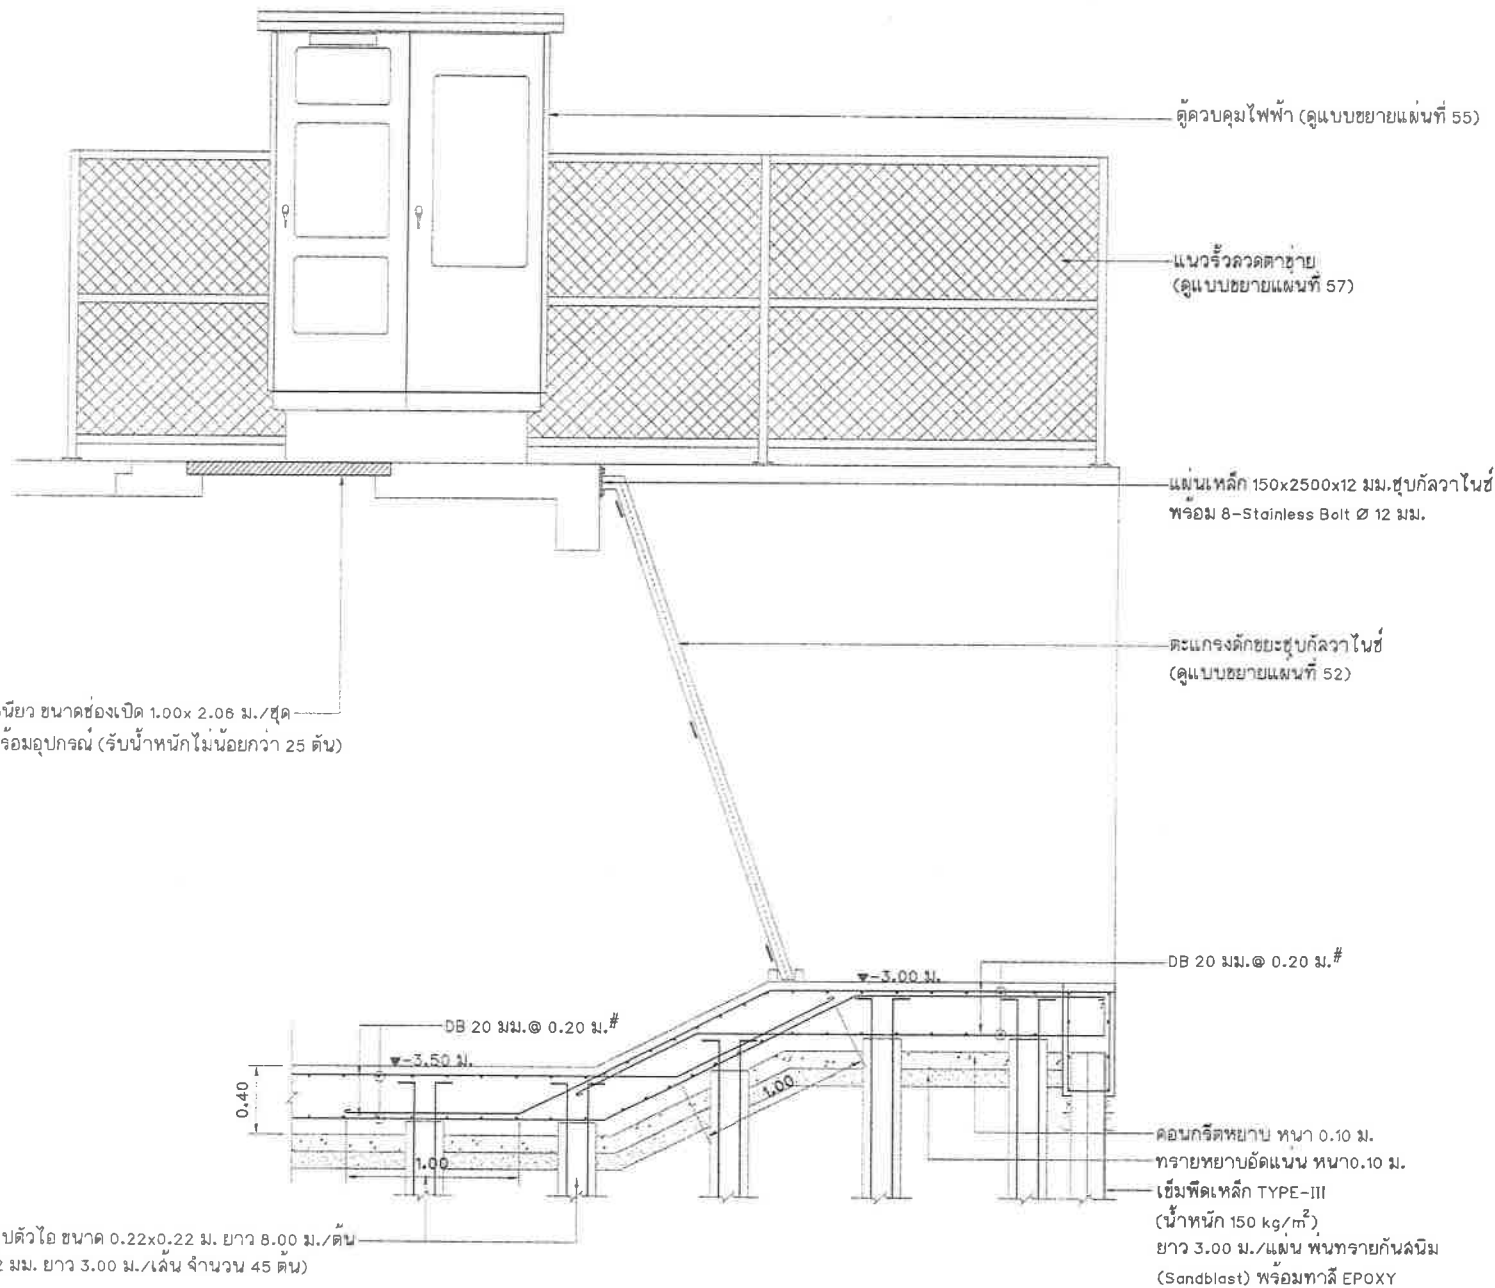 ตู้ควบคุมไฟฟ้า (ดูแบบขยายแผ่นที่ 55)
แนวรั้วลวดตาข่าย
(ดูแบบขยายแผ่นที่ 57)
แผ่นเหล็ก 150x2500x12 มม.ชุบกัลวาไนซ์
พร้อม 8-Stainless Bolt Ø 12 มม.
ตะแกรงดักขยะชุบกัลวาไนซ์
(ดูแบบขยายแผ่นที่ 52)
นียว ขนาดช่องเปิด 1.00x 2.06 ม./ชุด
ร้อมอุปกรณ์ (รับน้ำหนักไม่น้อยกว่า 25 ตัน)
DB 20 มม.@ 0.20 ม.#
-3.00 ม.
DB 20 มม.@ 0.20 ม.#
-3.50 ม.
0.40
1.00
1.00
คอนกรีตหยาบ หนา 0.10 ม.
ทรายหยาบอัดแน่น หนา0.10 ม.
เข็มพืดเหล็ก TYPE-III
(น้ำหนัก 150 kg/m²)
ยาว 3.00 ม./แผ่น พ่นทรายกันสนิม
(Sandblast) พร้อมทาสี EPOXY
ปตัวไอ ขนาด 0.22x0.22 ม. ยาว 8.00 ม./ต้น
2 มม. ยาว 3.00 ม./เส้น จำนวน 45 ต้น)